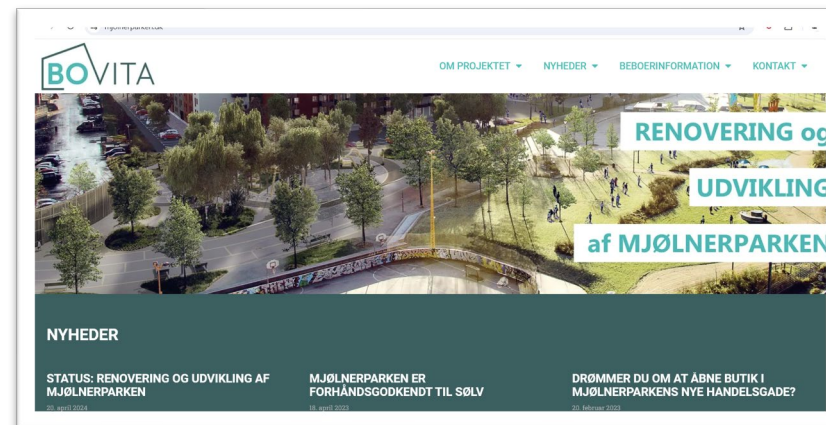 BOVITA
OM PROJEKTET NYHEDER BEBOERINFORMATION KONTAKT
RENOVERING og
UDVIKLING
af MJØLNERPARKEN
NYHEDER
STATUS: RENOVERING OG UDVIKLING AF
MJØLNERPARKEN
20. april 2024
MJØLNERPARKEN ER
FORHÅNDSGODKENDT TIL SØLV
18. april 2023
DRØMMER DU OM AT ÅBNE BUTIK I
MJØLNERPARKENS NYE HANDELSGADE?
20. februar 2023